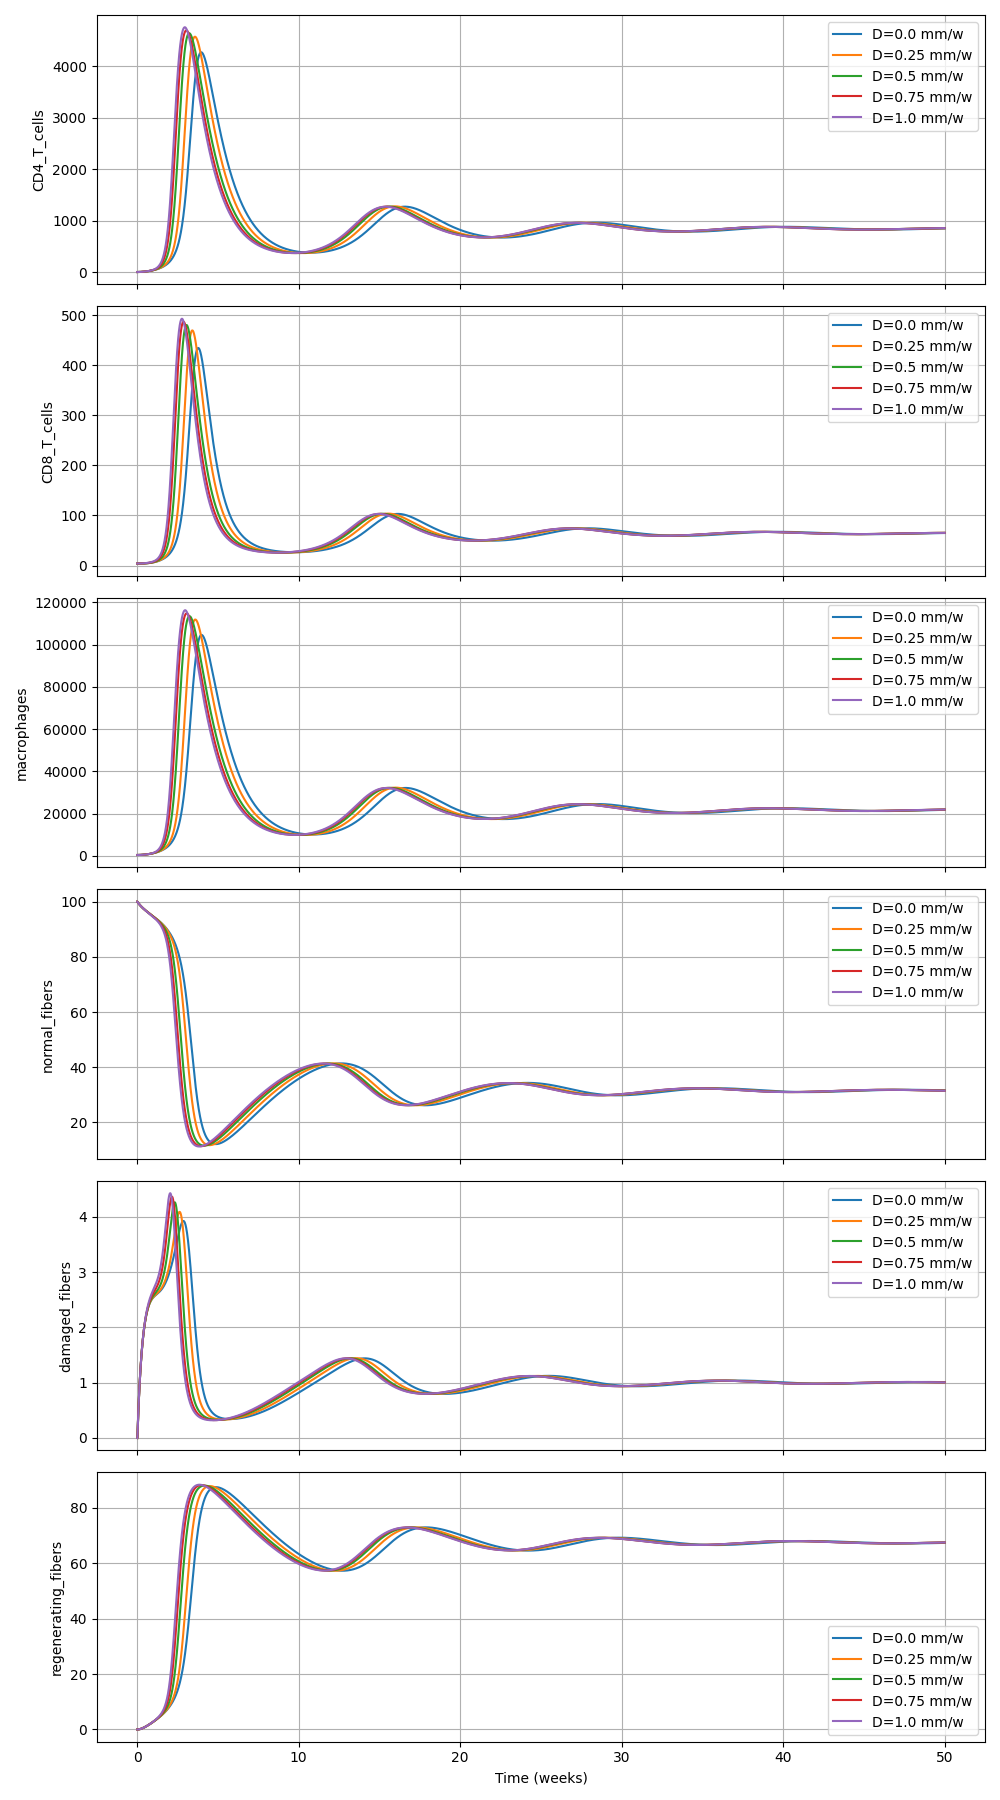 CD4_T_cells
4000
3000
2000
1000
0
D=0.0 mm/w
D=0.25 mm/w
D=0.5 mm/w
D=0.75 mm/w
D=1.0 mm/w
CD8_T_cells
500
400
300
200
100
0
D=0.0 mm/w
D=0.25 mm/w
D=0.5 mm/w
D=0.75 mm/w
D=1.0 mm/w
macrophages
120000
100000
80000
60000
40000
20000
0
D=0.0 mm/w
D=0.25 mm/w
D=0.5 mm/w
D=0.75 mm/w
D=1.0 mm/w
normal_fibers
100
80
60
40
20
D=0.0 mm/w
D=0.25 mm/w
D=0.5 mm/w
D=0.75 mm/w
D=1.0 mm/w
damaged_fibers
4
3
2
1
0
D=0.0 mm/w
D=0.25 mm/w
D=0.5 mm/w
D=0.75 mm/w
D=1.0 mm/w
regenerating_fibers
80
60
40
20
0
D=0.0 mm/w
D=0.25 mm/w
D=0.5 mm/w
D=0.75 mm/w
D=1.0 mm/w
0 10 20 30 40 50
Time (weeks)